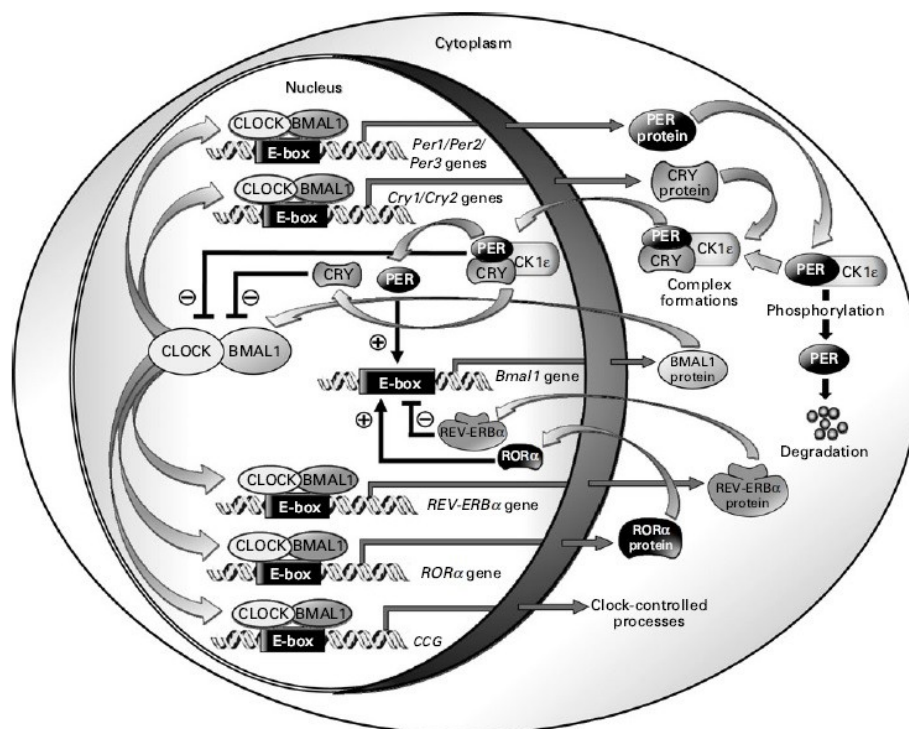 Cytoplasm
Nucleus
CLOCK BMAL1
E-box
Per1/Per2/
Per3 genes
PER
protein
CLOCK BMAL1
E-box
Cry1/Cry2 genes
CRY
protein
PER
CRY
CK1ε
CRY
PER
PER
CRY
CK1ε
Complex
formations
PER
CK1ε
Phosphorylation
⊖
⊖
CLOCK
BMAL1
⊕
E-box
Bmal1 gene
BMAL1
protein
PER
⊖
⊕
REV-ERBα
RORα
Degradation
CLOCK BMAL1
E-box
REV-ERBα gene
REV-ERBα
protein
CLOCK BMAL1
E-box
RORα gene
RORα
protein
CLOCK BMAL1
E-box
CCG
Clock-controlled
processes